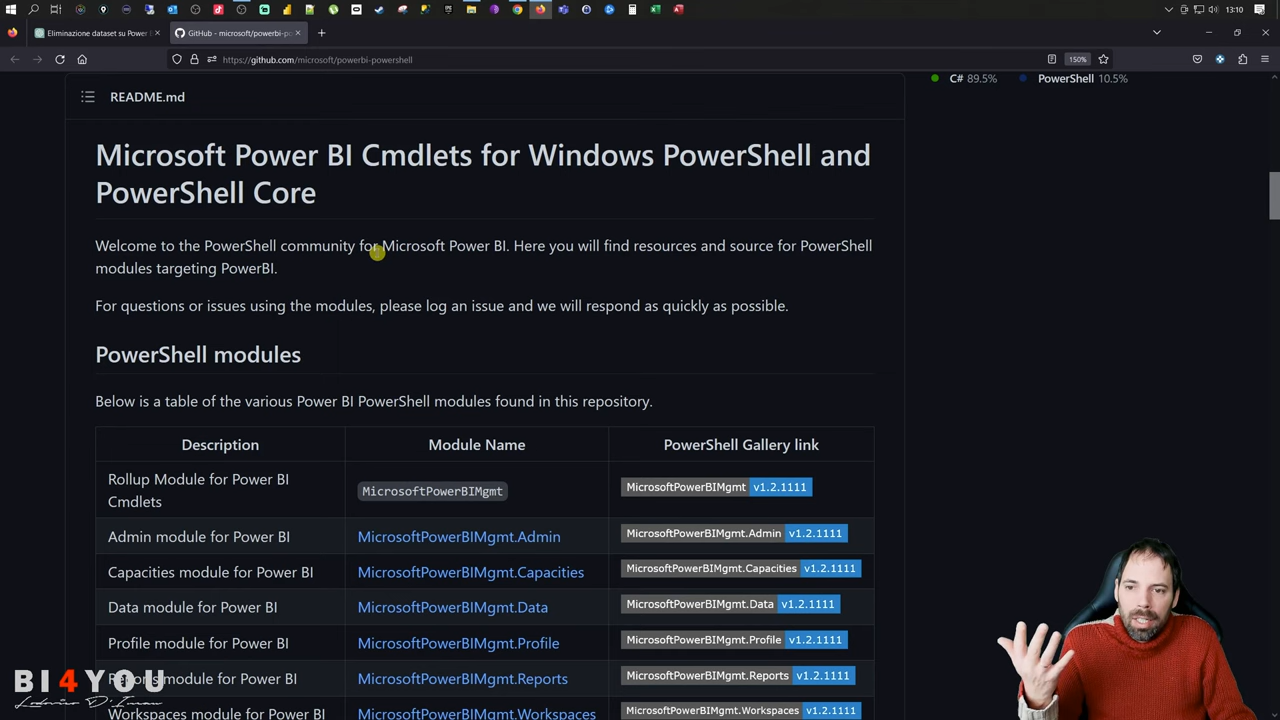 13:10
Eliminazione dataset su Power B
GitHub - microsoft/powerbi-po
https://github.com/microsoft/powerbi-powershell
150%
C# 89.5%
PowerShell 10.5%
README.md
Microsoft Power BI Cmdlets for Windows PowerShell and
PowerShell Core
Welcome to the PowerShell community for Microsoft Power BI. Here you will find resources and source for PowerShell
modules targeting PowerBI.
For questions or issues using the modules, please log an issue and we will respond as quickly as possible.
PowerShell modules
Below is a table of the various Power BI PowerShell modules found in this repository.
Description
Module Name
PowerShell Gallery link
Rollup Module for Power BI
Cmdlets
MicrosoftPowerBIMgmt
MicrosoftPowerBIMgmt v1.2.1111
Admin module for Power BI
MicrosoftPowerBIMgmt.Admin
MicrosoftPowerBIMgmt.Admin v1.2.1111
Capacities module for Power BI
MicrosoftPowerBIMgmt.Capacities
MicrosoftPowerBIMgmt.Capacities v1.2.1111
Data module for Power BI
MicrosoftPowerBIMgmt.Data
MicrosoftPowerBIMgmt.Data v1.2.1111
Profile module for Power BI
MicrosoftPowerBIMgmt.Profile
MicrosoftPowerBIMgmt.Profile v1.2.1111
module for Power BI
MicrosoftPowerBIMgmt.Reports
MicrosoftPowerBIMgmt.Reports v1.2.1111
Workspaces module for Power BI
MicrosoftPowerBIMgmt.Workspaces
MicrosoftPowerBIMgmt.Workspaces v1.2.1111
BI4YOU